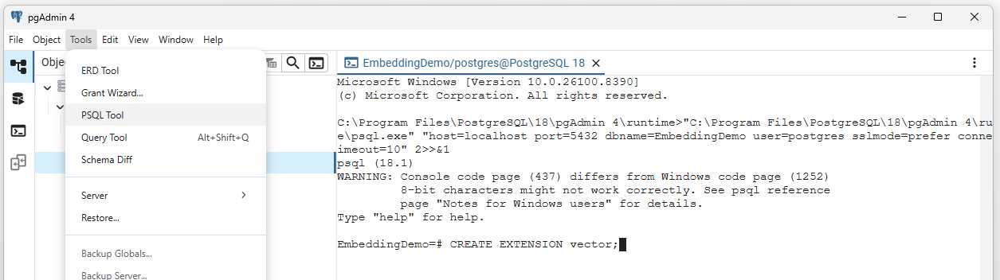 pgAdmin 4
File Object Tools Edit View Window Help
ERD Tool
Grant Wizard...
PSQL Tool
Query Tool Alt+Shift+Q
Schema Diff
Server
Restore...
Backup Globals...
Backup Server...
EmbeddingDemo/postgres@PostgreSQL 18
Microsoft Windows [Version 10.0.26100.8390]
(c) Microsoft Corporation. All rights reserved.
C:\Program Files\PostgreSQL\18\pgAdmin 4\runtime>"C:\Program Files\PostgreSQL\18\pgAdmin 4\ru
e\psql.exe" "host=localhost port=5432 dbname=EmbeddingDemo user=postgres sslmode=prefer conne
imeout=10" 2>>&1
psql (18.1)
WARNING: Console code page (437) differs from Windows code page (1252)
8-bit characters might not work correctly. See psql reference
page "Notes for Windows users" for details.
Type "help" for help.
EmbeddingDemo=# CREATE EXTENSION vector;